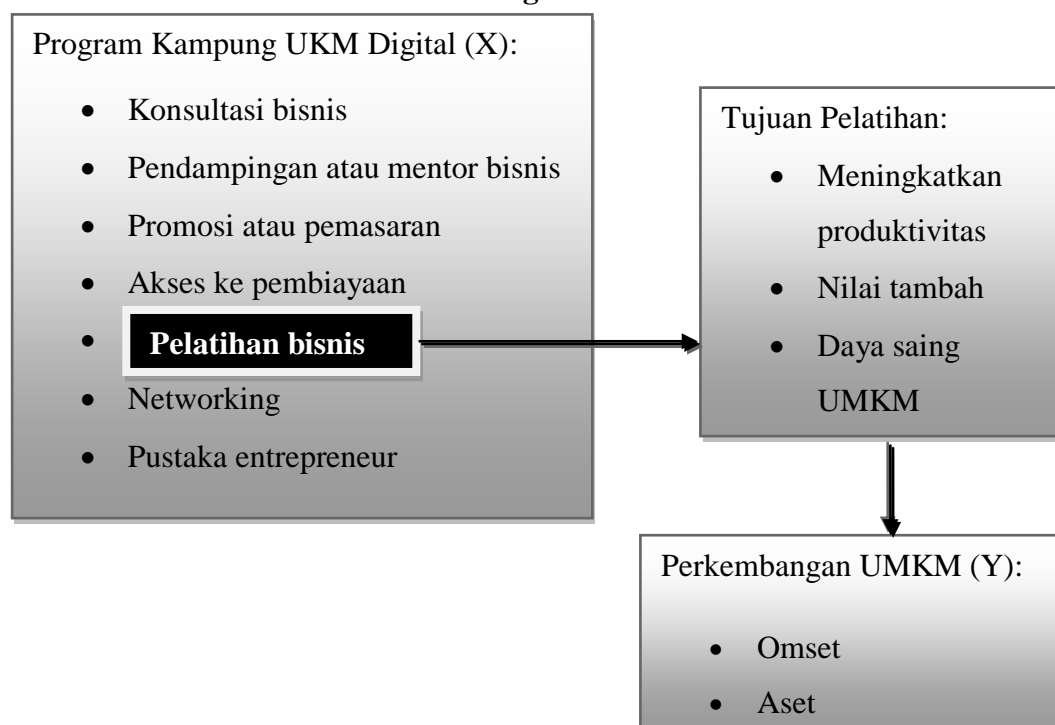 Program Kampung UKM Digital (X):
• Konsultasi bisnis
• Pendampingan atau mentor bisnis
• Promosi atau pemasaran
• Akses ke pembiayaan
• Pelatihan bisnis
• Networking
• Pustaka entrepreneur
Tujuan Pelatihan:
• Meningkatkan
produktivitas
• Nilai tambah
• Daya saing
UMKM
Perkembangan UMKM (Y):
• Omset
• Aset